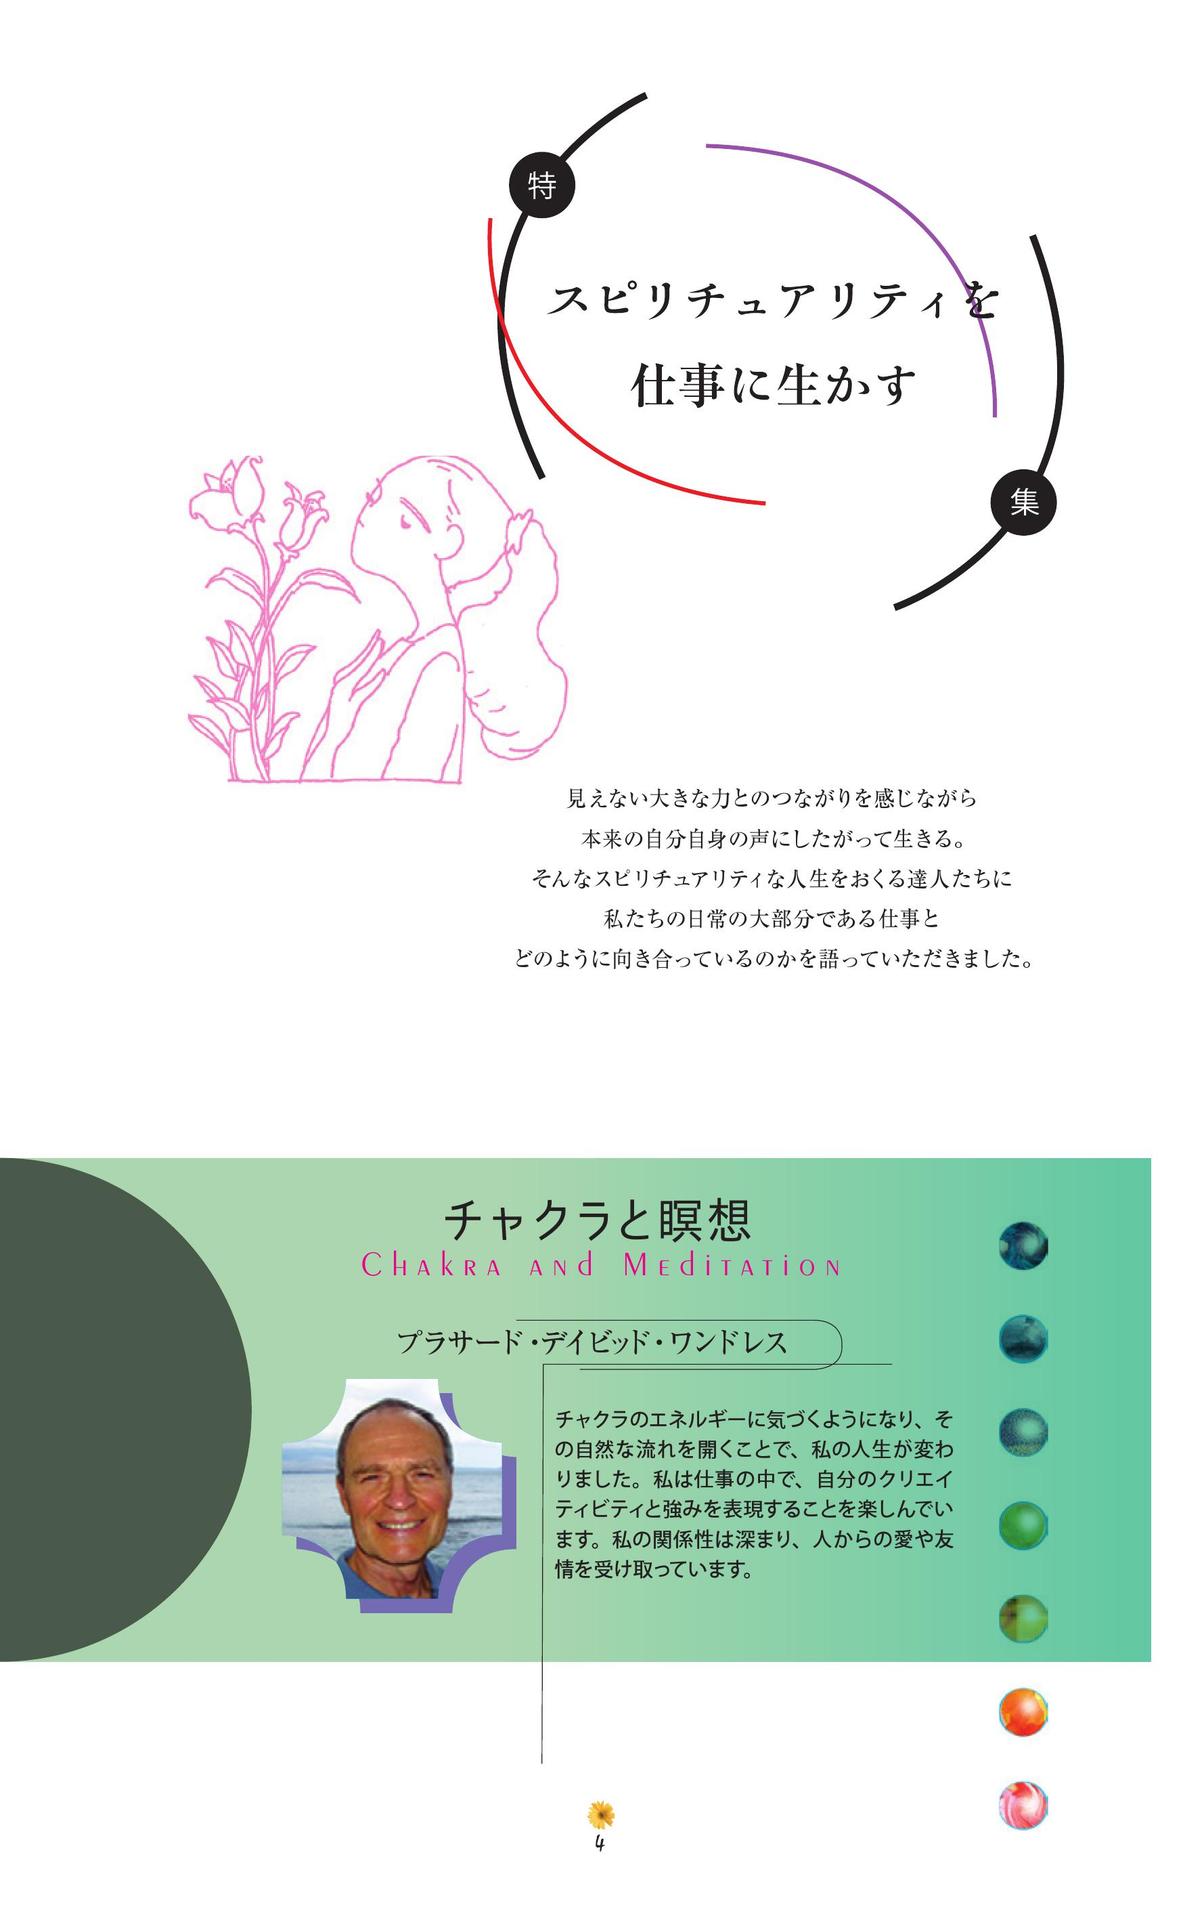 特
スピリチュアリティを
仕事に生かす
集
見えない大きな力とのつながりを感じながら
本来の自分自身の声にしたがって生きる。
そんなスピリチュアリティな人生をおくる達人たちに
私たちの日常の大部分である仕事と
どのように向き合っているのかを語っていただきました。
チャクラと瞑想
Chakra and Meditation
プラサード・デイビッド・ワンドレス
チャクラのエネルギーに気づくようになり、そ
の自然な流れを開くことで、私の人生が変わ
りました。私は仕事の中で、自分のクリエイ
ティビティと強みを表現することを楽しんでい
ます。私の関係性は深まり、人からの愛や友
情を受け取っています。
4